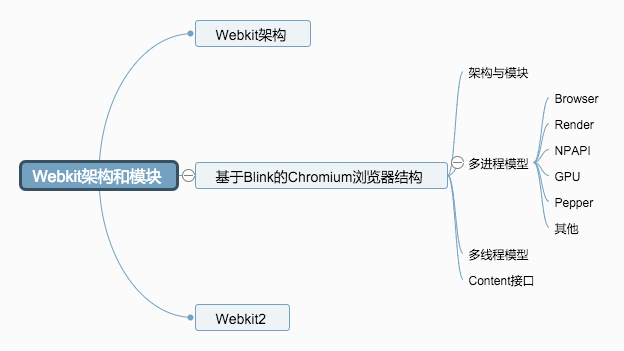 Webkit架构和模块
Webkit架构
基于Blink的Chromium浏览器结构
架构与模块
多进程模型
Browser
Render
NPAPI
GPU
Pepper
其他
多线程模型
Content接口
Webkit2